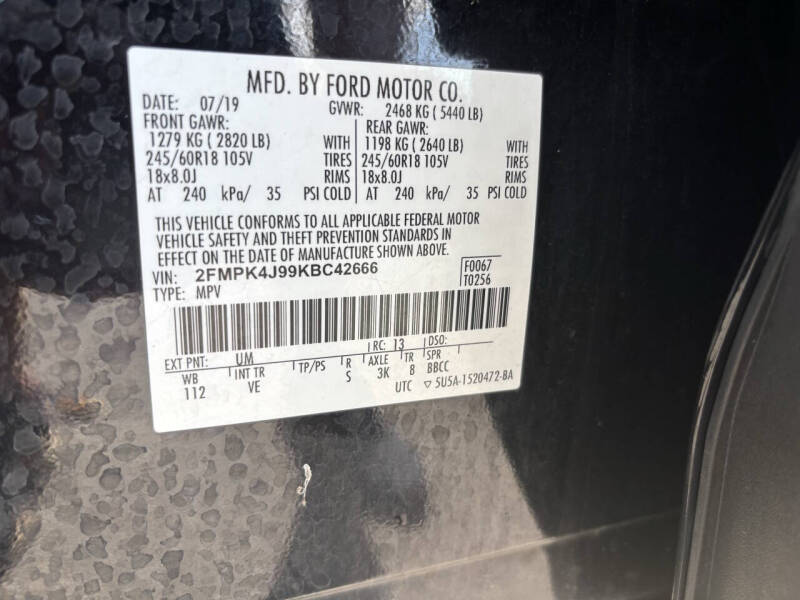 MFD. BY FORD MOTOR CO.
DATE: 07/19 GVWR: 2468 KG ( 5440 LB)
FRONT GAWR: REAR GAWR:
1279 KG ( 2820 LB) WITH 1198 KG ( 2640 LB) WITH
245/60R18 105V TIRES 245/60R18 105V TIRES
18x8.0J RIMS 18x8.0J RIMS
AT 240 kPa/ 35 PSI COLD AT 240 kPa/ 35 PSI COLD
THIS VEHICLE CONFORMS TO ALL APPLICABLE FEDERAL MOTOR
VEHICLE SAFETY AND THEFT PREVENTION STANDARDS IN
EFFECT ON THE DATE OF MANUFACTURE SHOWN ABOVE.
VIN: 2FMPK4J99KBC42666 F0067
TYPE: MPV T0256
EXT PNT: UM RC: 13 DSO:
WB INT TR TP/PS R AXLE TR SPR
112 VE S 3K 8 BBCC
UTC ▽ 5U5A-1520472-BA